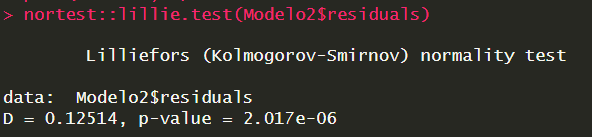 > nortest::lillie.test(Modelo2$residuals)
Lilliefors (Kolmogorov-Smirnov) normality test
data:  Modelo2$residuals
D = 0.12514, p-value = 2.017e-06